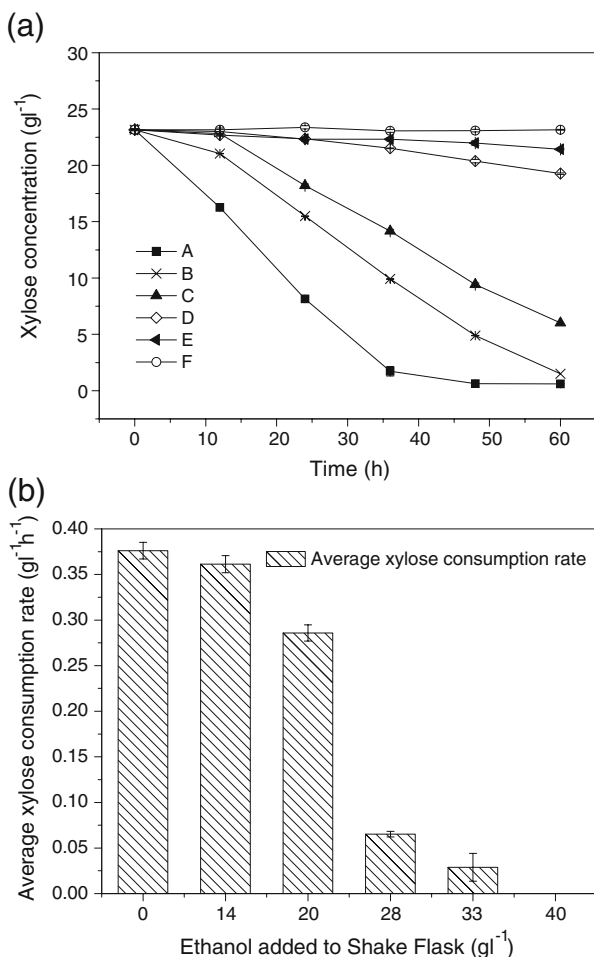 (a)
Xylose concentration (gl⁻¹)
30
25
20
15
10
5
0
A
B
C
D
E
F
0 10 20 30 40 50 60
Time (h)
(b)
Average xylose consumption rate (gl⁻¹h⁻¹)
0.40
0.35
0.30
0.25
0.20
0.15
0.10
0.05
0.00
Average xylose consumption rate
0 14 20 28 33 40
Ethanol added to Shake Flask (gl⁻¹)